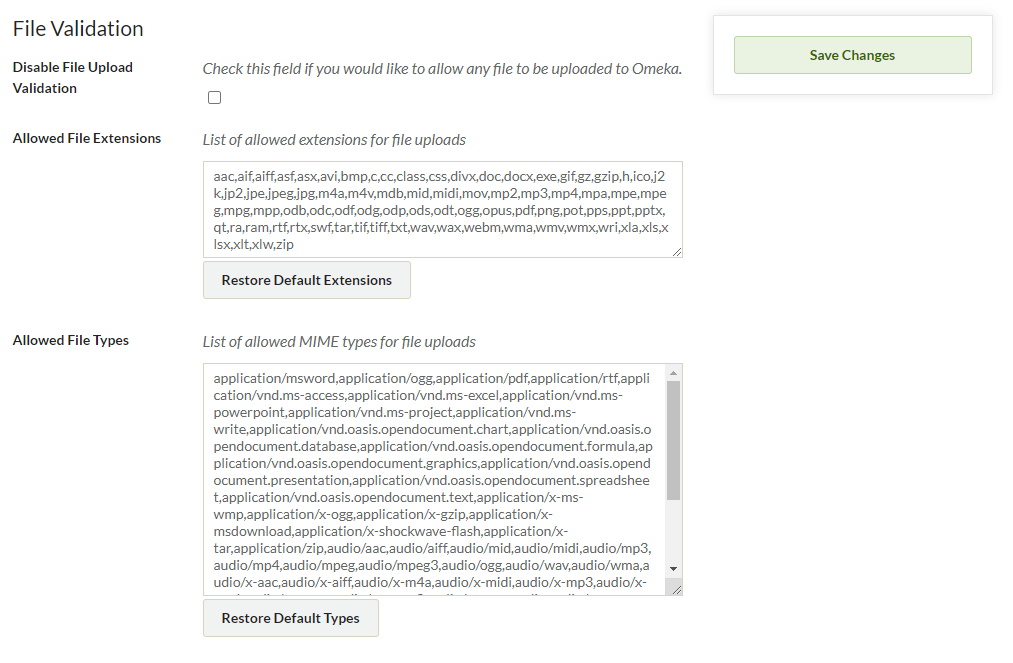 File Validation
Save Changes
Disable File Upload
Validation
Check this field if you would like to allow any file to be uploaded to Omeka.
Allowed File Extensions
List of allowed extensions for file uploads
aac,aif,aiff,asf,asx,avi,bmp,c,cc,class,css,divx,doc,docx,exe,gif,gz,gzip,h,ico,j2
k,jp2,jpe,jpeg,jpg,m4a,m4v,mdb,mid,midi,mov,mp2,mp3,mp4,mpa,mpe,mpe
g,mpg,mpp,odb,odc,odf,odg,odp,ods,odt,ogg,opus,pdf,png,pot,pps,ppt,pptx,
qt,ra,ram,rtf,rtx,swf,tar,tif,tiff,txt,wav,wax,webm,wma,wmv,wmx,wri,xla,xls,x
lsx,xlt,xlw,zip
Restore Default Extensions
Allowed File Types
List of allowed MIME types for file uploads
application/msword,application/ogg,application/pdf,application/rtf,appli
cation/vnd.ms-access,application/vnd.ms-excel,application/vnd.ms-
powerpoint,application/vnd.ms-project,application/vnd.ms-
write,application/vnd.oasis.opendocument.chart,application/vnd.oasis.o
pendocument.database,application/vnd.oasis.opendocument.formula,ap
plication/vnd.oasis.opendocument.graphics,application/vnd.oasis.opend
ocument.presentation,application/vnd.oasis.opendocument.spreadshee
t,application/vnd.oasis.opendocument.text,application/x-ms-
wmp,application/x-ogg,application/x-gzip,application/x-
msdownload,application/x-shockwave-flash,application/x-
tar,application/zip,audio/aac,audio/aiff,audio/mid,audio/midi,audio/mp3,
audio/mp4,audio/mpeg,audio/mpeg3,audio/ogg,audio/wav,audio/wma,a
udio/x-aac,audio/x-aiff,audio/x-m4a,audio/x-midi,audio/x-mp3,audio/x-
Restore Default Types